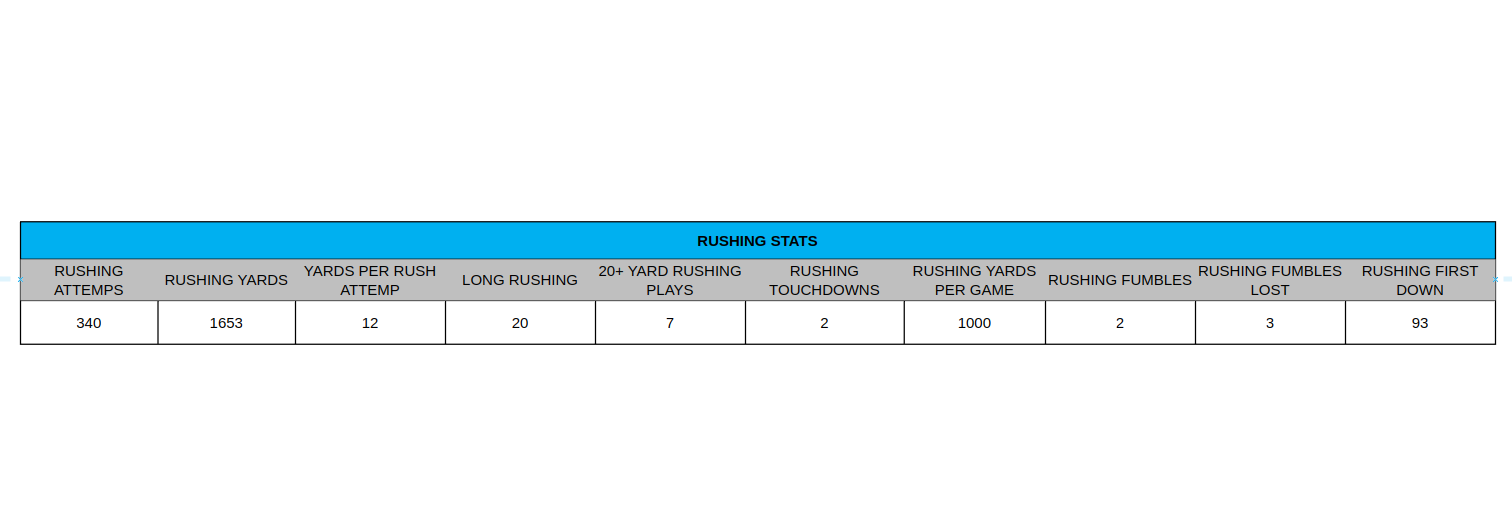 RUSHING STATS
RUSHING ATTEMPS
RUSHING YARDS
YARDS PER RUSH ATTEMP
LONG RUSHING
20+ YARD RUSHING PLAYS
RUSHING TOUCHDOWNS
RUSHING YARDS PER GAME
RUSHING FUMBLES
RUSHING FUMBLES LOST
RUSHING FIRST DOWN
340
1653
12
20
7
2
1000
2
3
93